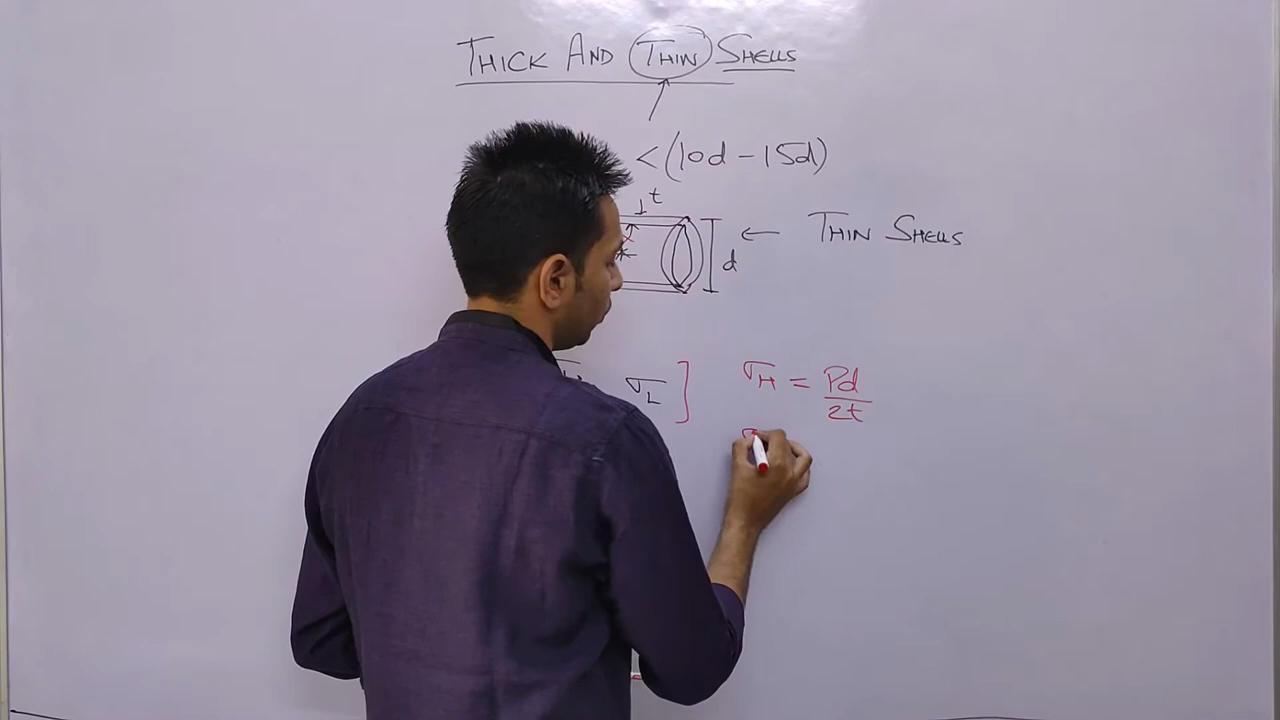 THICK AND THIN SHELLS
< (10d - 15d)
t
d
← THIN SHELLS
σL ] σH = Pd/2t